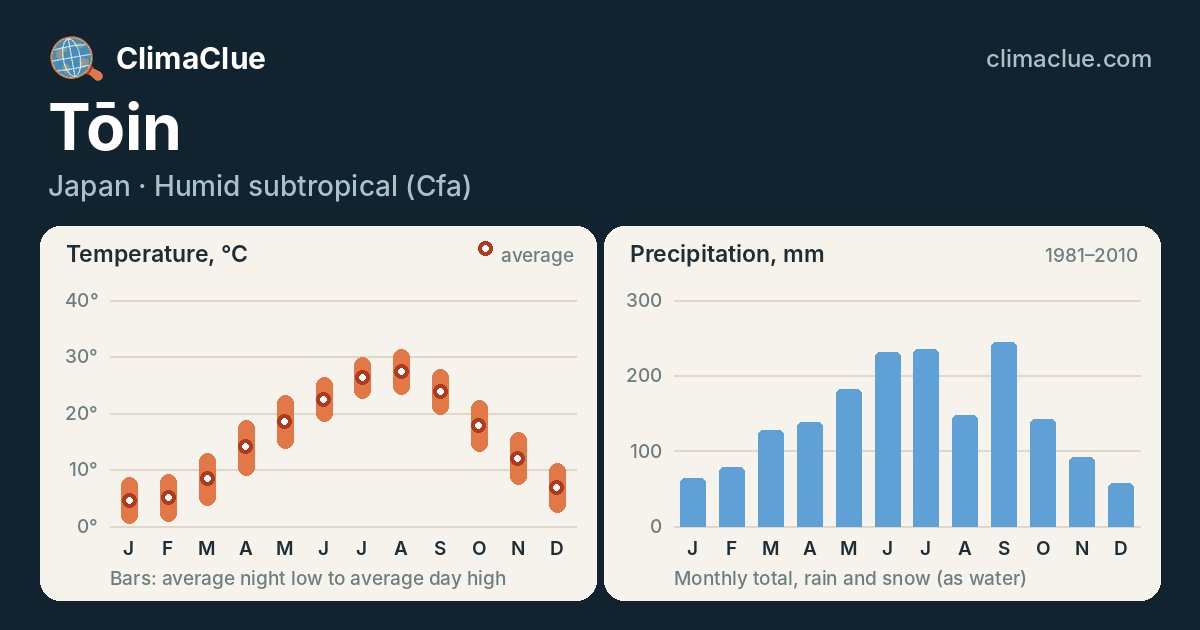 ClimaClue
climaclue.com
Tōin
Japan · Humid subtropical (Cfa)
Temperature, °C
average
40°
30°
20°
10°
0°
J F M A M J J A S O N D
Bars: average night low to average day high
Precipitation, mm
1981–2010
300
200
100
0
J F M A M J J A S O N D
Monthly total, rain and snow (as water)